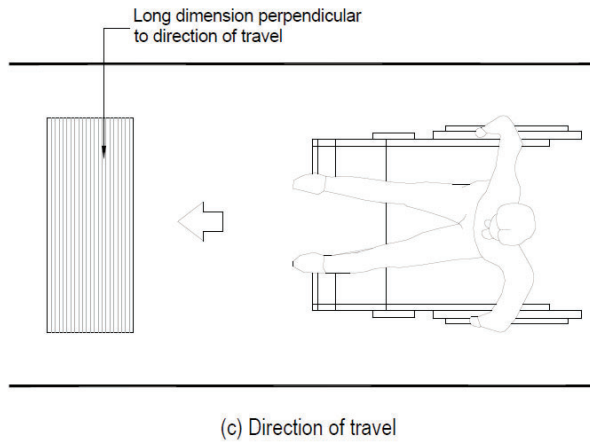 Long dimension perpendicular
to direction of travel
(c) Direction of travel